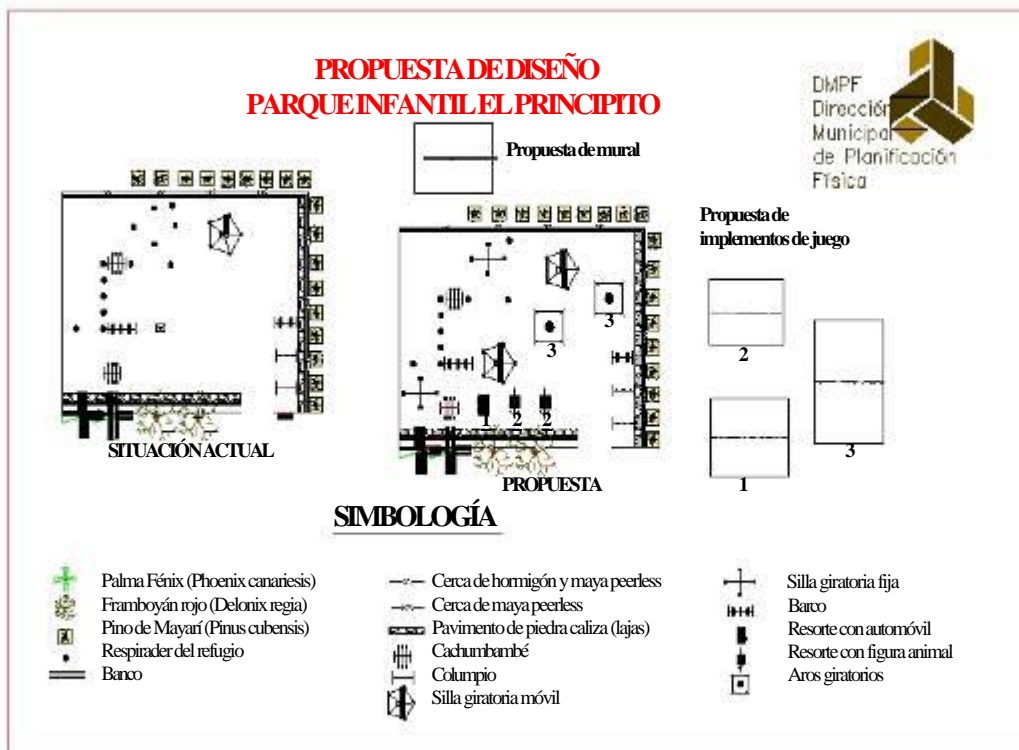 PROPUESTA DE DISEÑO
PARQUE INFANTIL EL PRINCIPITO
DMPF
Dirección
Municipal
de Planificación
Física
Propuesta de mural
Propuesta de
implementos de juego
3
3
1
2
2
2
3
1
SITUACIÓN ACTUAL
PROPUESTA
SIMBOLOGÍA
Palma Fénix (Phoenix canariesis)
Framboyán rojo (Delonix regia)
Pino de Mayarí (Pinus cubensis)
Respirader del refugio
Banco
Cerca de hormigón y maya peerless
Cerca de maya peerless
Pavimento de piedra caliza (lajas)
Cachumbambé
Columpio
Silla giratoria móvil
Silla giratoria fija
Barco
Resorte con automóvil
Resorte con figura animal
Aros giratorios